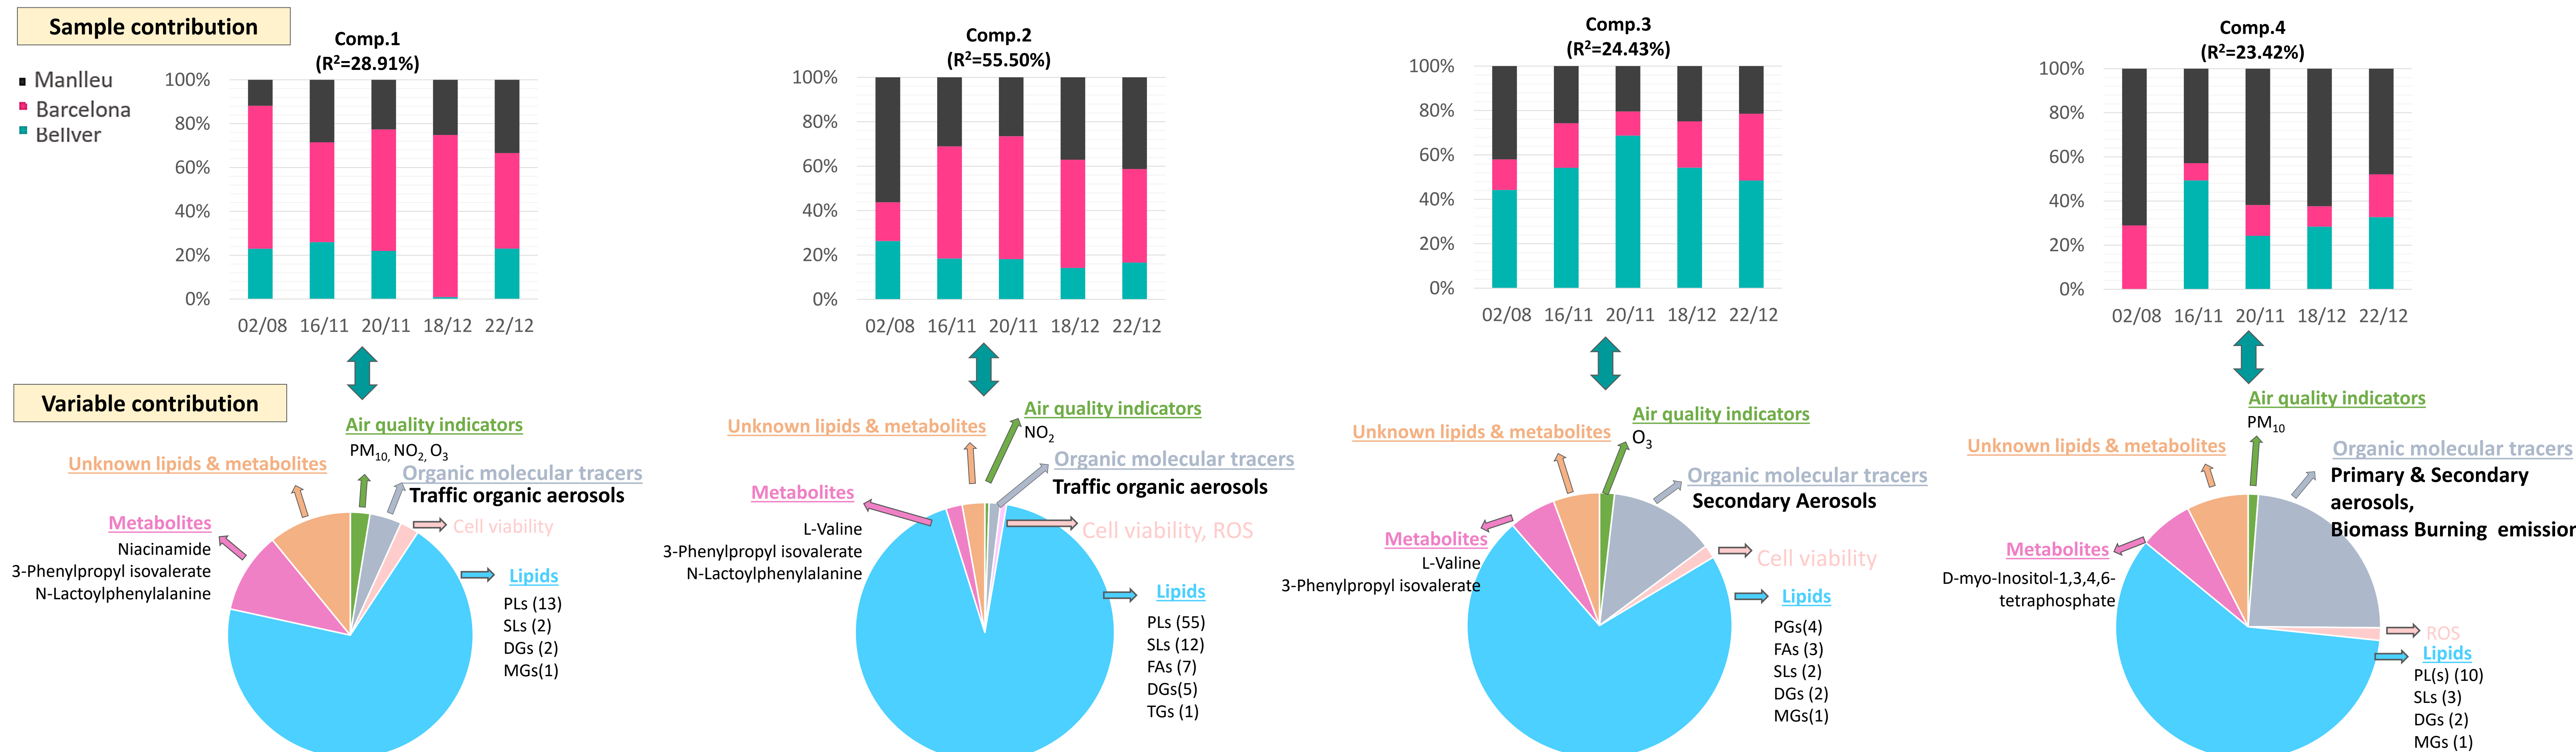 Sample contribution
Manlleu
Barcelona
Bellver
Comp.1
(R²=28.91%)
100%
80%
60%
40%
20%
0%
02/08 16/11 20/11 18/12 22/12
Comp.2
(R²=55.50%)
100%
80%
60%
40%
20%
0%
02/08 16/11 20/11 18/12 22/12
Comp.3
(R²=24.43%)
100%
80%
60%
40%
20%
0%
02/08 16/11 20/11 18/12 22/12
Comp.4
(R²=23.42%)
100%
80%
60%
40%
20%
0%
02/08 16/11 20/11 18/12 22/12
Variable contribution
Air quality indicators
PM₁₀, NO₂, O₃
Unknown lipids & metabolites
Organic molecular tracers
Traffic organic aerosols
Metabolites
Niacinamide
3-Phenylpropyl isovalerate
N-Lactoylphenylalanine
Cell viability
Lipids
PLs (13)
SLs (2)
DGs (2)
MGs(1)
Air quality indicators
NO₂
Unknown lipids & metabolites
Organic molecular tracers
Traffic organic aerosols
Metabolites
L-Valine
3-Phenylpropyl isovalerate
N-Lactoylphenylalanine
Cell viability, ROS
Lipids
PLs (55)
SLs (12)
FAs (7)
DGs(5)
TGs (1)
Air quality indicators
O₃
Unknown lipids & metabolites
Organic molecular tracers
Secondary Aerosols
Metabolites
L-Valine
3-Phenylpropyl isovalerate
Cell viability
Lipids
PGs(4)
FAs (3)
SLs (2)
DGs (2)
MGs(1)
Air quality indicators
PM₁₀
Unknown lipids & metabolites
Organic molecular tracers
Primary & Secondary
aerosols,
Biomass Burning emission
Metabolites
D-myo-Inositol-1,3,4,6-
tetraphosphate
ROS
Lipids
PL(s) (10)
SLs (3)
DGs (2)
MGs (1)